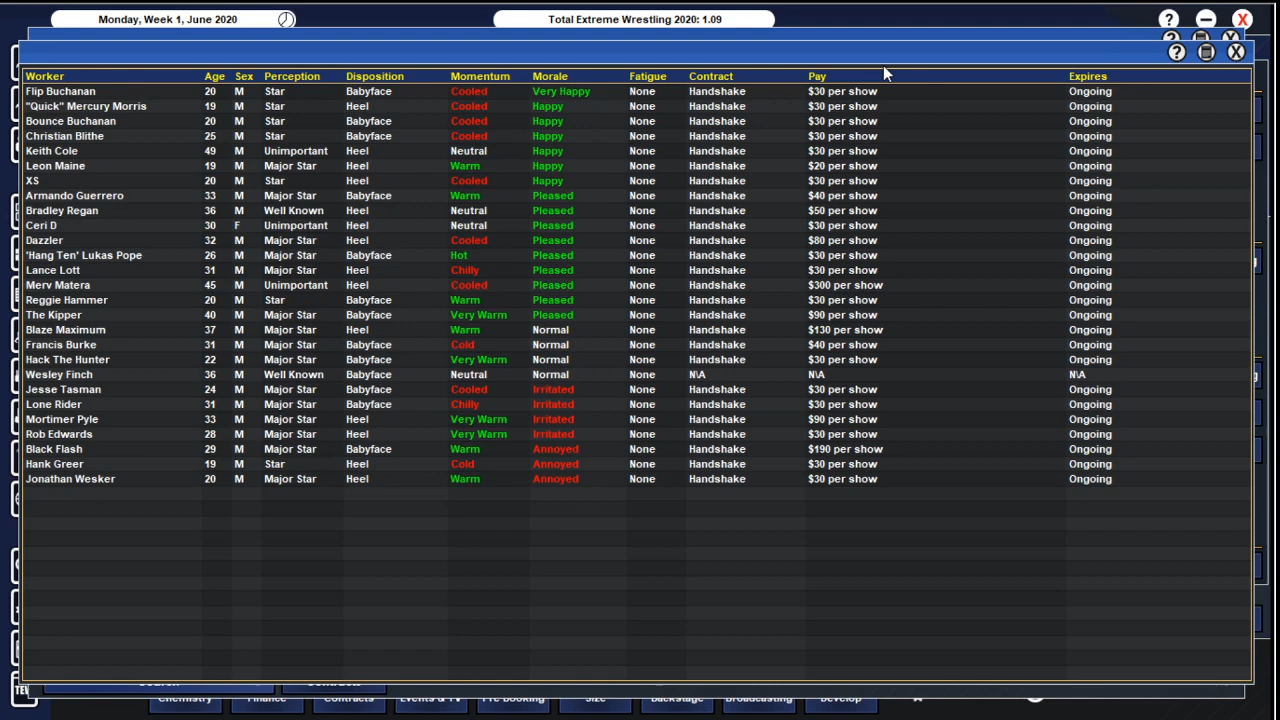 Monday, Week 1, June 2020 Total Extreme Wrestling 2020: 1.09 ? X
? X
Worker Age Sex Perception Disposition Momentum Morale Fatigue Contract Pay Expires
Flip Buchanan 20 M Star Babyface Cooled Very Happy None Handshake $30 per show Ongoing
"Quick" Mercury Morris 19 M Star Heel Cooled Happy None Handshake $30 per show Ongoing
Bounce Buchanan 20 M Star Babyface Cooled Happy None Handshake $30 per show Ongoing
Christian Blithe 25 M Star Babyface Cooled Happy None Handshake $30 per show Ongoing
Keith Cole 49 M Unimportant Heel Neutral Happy None Handshake $30 per show Ongoing
Leon Maine 19 M Major Star Heel Warm Happy None Handshake $20 per show Ongoing
XS 20 M Star Heel Cooled Happy None Handshake $30 per show Ongoing
Armando Guerrero 33 M Major Star Babyface Warm Pleased None Handshake $40 per show Ongoing
Bradley Regan 36 M Well Known Heel Neutral Pleased None Handshake $50 per show Ongoing
Ceri D 30 F Unimportant Heel Neutral Pleased None Handshake $30 per show Ongoing
Dazzler 32 M Major Star Heel Cooled Pleased None Handshake $80 per show Ongoing
'Hang Ten' Lukas Pope 26 M Major Star Babyface Hot Pleased None Handshake $30 per show Ongoing
Lance Lott 31 M Major Star Heel Chilly Pleased None Handshake $30 per show Ongoing
Merv Matera 45 M Unimportant Heel Cooled Pleased None Handshake $300 per show Ongoing
Reggie Hammer 20 M Star Babyface Warm Pleased None Handshake $30 per show Ongoing
The Kipper 40 M Major Star Babyface Very Warm Pleased None Handshake $90 per show Ongoing
Blaze Maximum 37 M Major Star Heel Warm Normal None Handshake $130 per show Ongoing
Francis Burke 31 M Major Star Babyface Cold Normal None Handshake $40 per show Ongoing
Hack The Hunter 22 M Major Star Babyface Very Warm Normal None Handshake $30 per show Ongoing
Wesley Finch 36 M Well Known Babyface Neutral Normal None N\A N\A N\A
Jesse Tasman 24 M Major Star Babyface Cooled Irritated None Handshake $30 per show Ongoing
Lone Rider 31 M Major Star Babyface Chilly Irritated None Handshake $30 per show Ongoing
Mortimer Pyle 33 M Major Star Heel Very Warm Irritated None Handshake $90 per show Ongoing
Rob Edwards 28 M Major Star Heel Very Warm Irritated None Handshake $30 per show Ongoing
Black Flash 29 M Major Star Babyface Warm Annoyed None Handshake $190 per show Ongoing
Hank Greer 19 M Star Heel Cold Annoyed None Handshake $30 per show Ongoing
Jonathan Wesker 20 M Major Star Heel Warm Annoyed None Handshake $30 per show Ongoing
Chemistry Finance Contracts Events & TV Pre Booking Size Backstage Broadcasting Develop